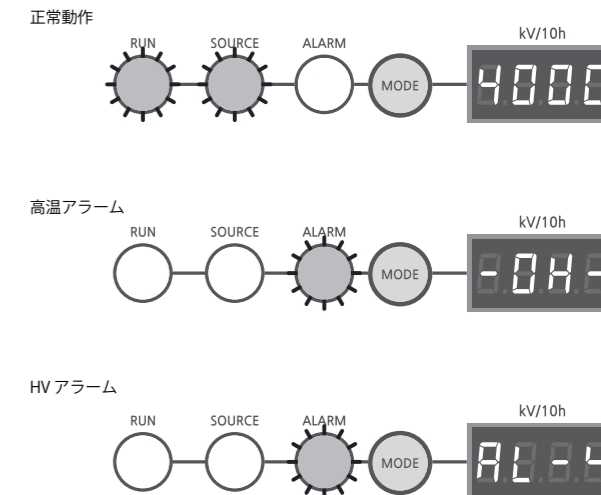 正常動作
kV/10h
RUN SOURCE ALARM
MODE
400
高温アラーム
kV/10h
RUN SOURCE ALARM
MODE
-OH-
HV アラーム
kV/10h
RUN SOURCE ALARM
MODE
AL-4